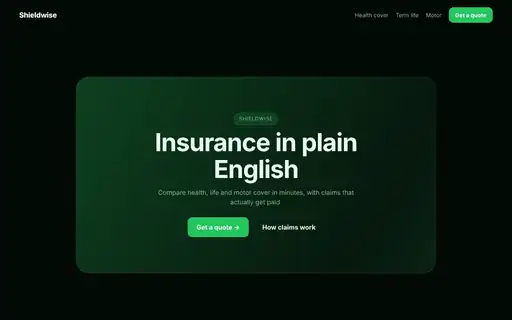 Shieldwise
Health cover Term life Motor Get a quote
SHIELDWISE
Insurance in plain
English
Compare health, life and motor cover in minutes, with claims that
actually get paid
Get a quote → How claims work